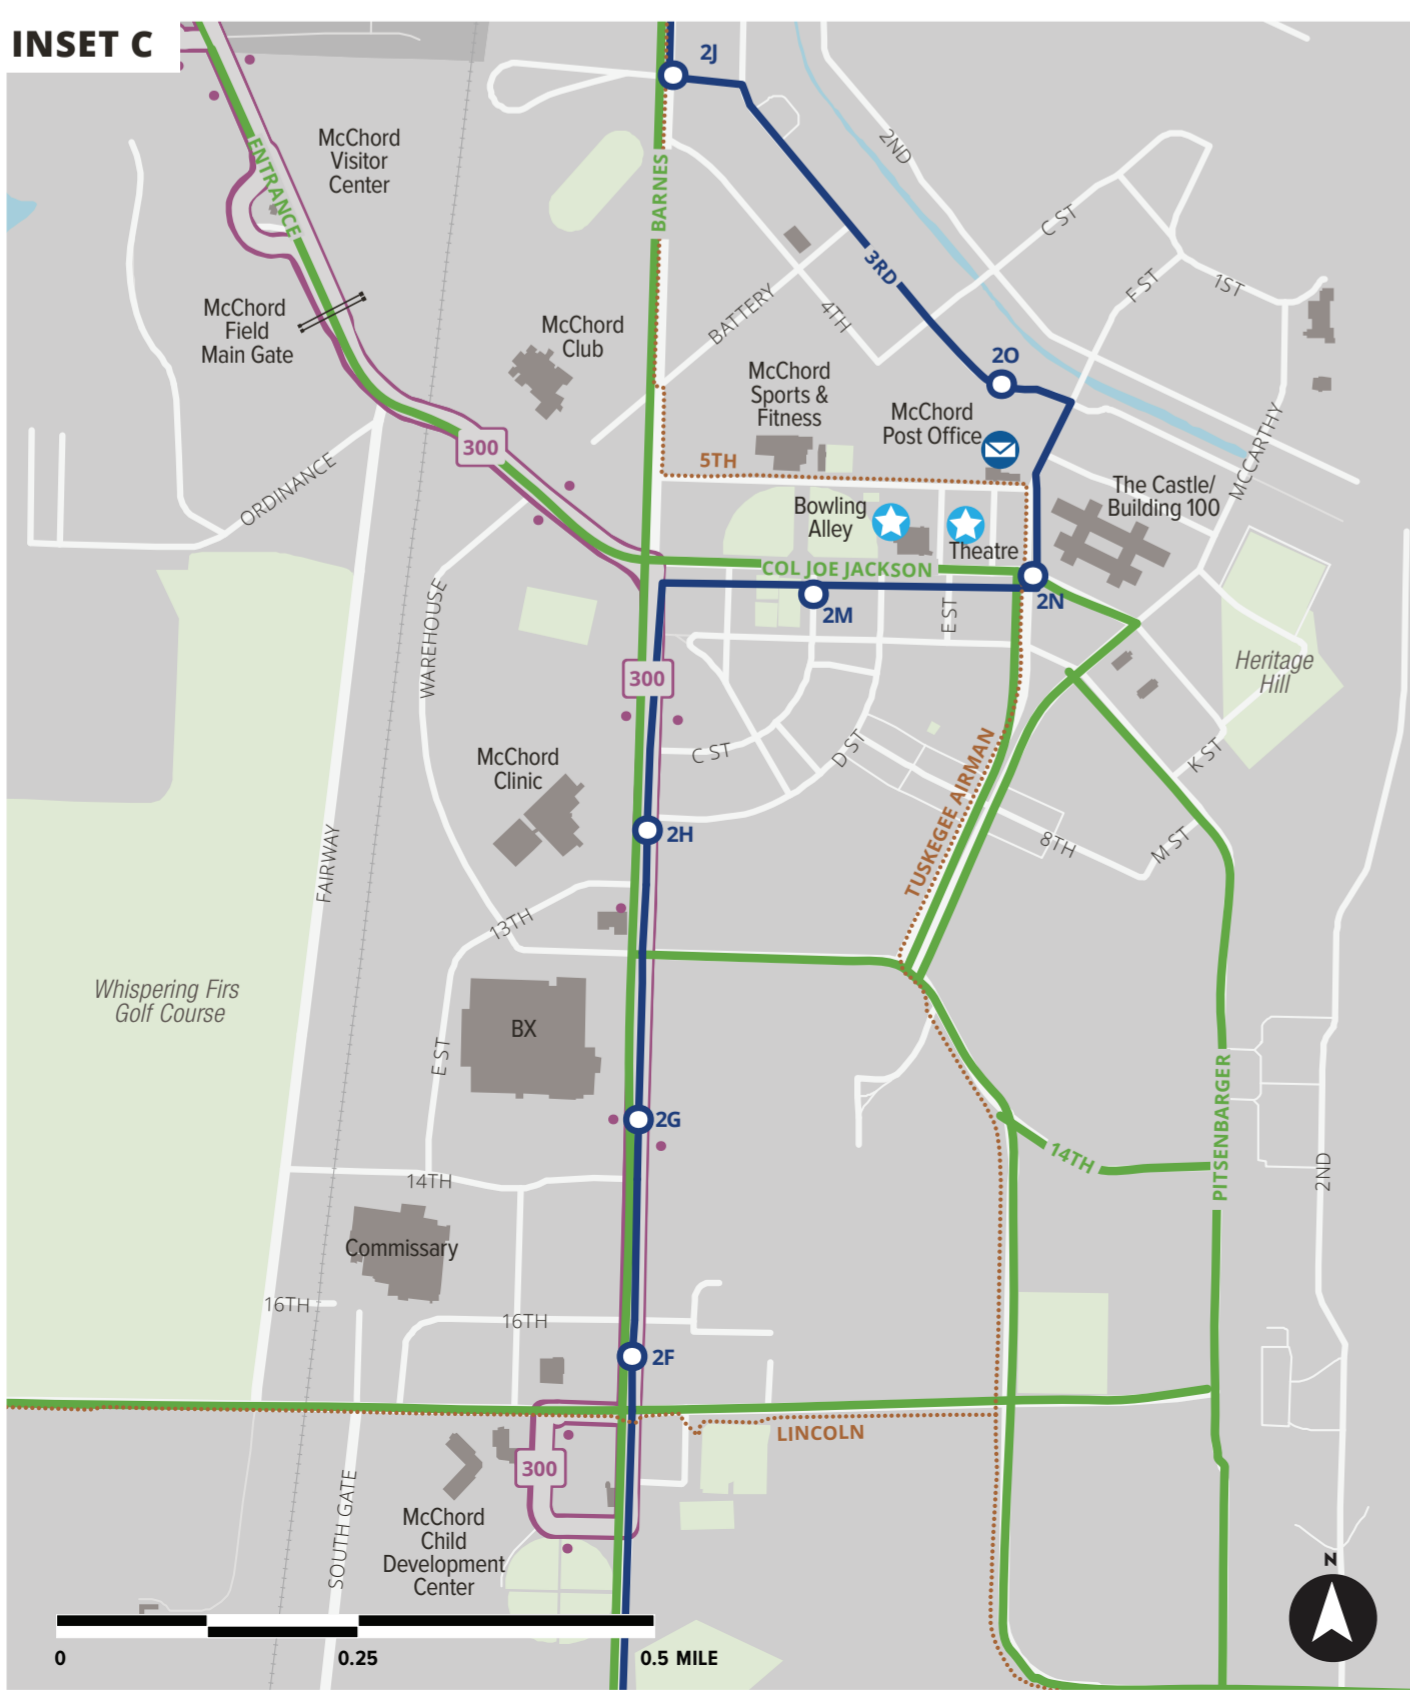 INSET C
2J
McChord
Visitor
Center
ENTRANCE
BARNES
2ND
C ST
3RD
F ST
1ST
McChord
Field
Main Gate
McChord
Club
BATTERY
4TH
2O
McChord
Sports &
Fitness
McChord
Post Office
MCCARTHY
300
5TH
ORDINANCE
The Castle/
Building 100
Bowling
Alley
Theatre
COL JOE JACKSON
2M
E ST
2N
WAREHOUSE
300
Heritage
Hill
C ST
D ST
K ST
McChord
Clinic
TUSKEGEE AIRMAN
2H
8TH
M ST
FAIRWAY
13TH
Whispering Firs
Golf Course
BX
E ST
2G
14TH
PITSENBARGER
2ND
14TH
Commissary
16TH
16TH
2F
LINCOLN
300
SOUTH GATE
McChord
Child
Development
Center
N
0
0.25
0.5 MILE